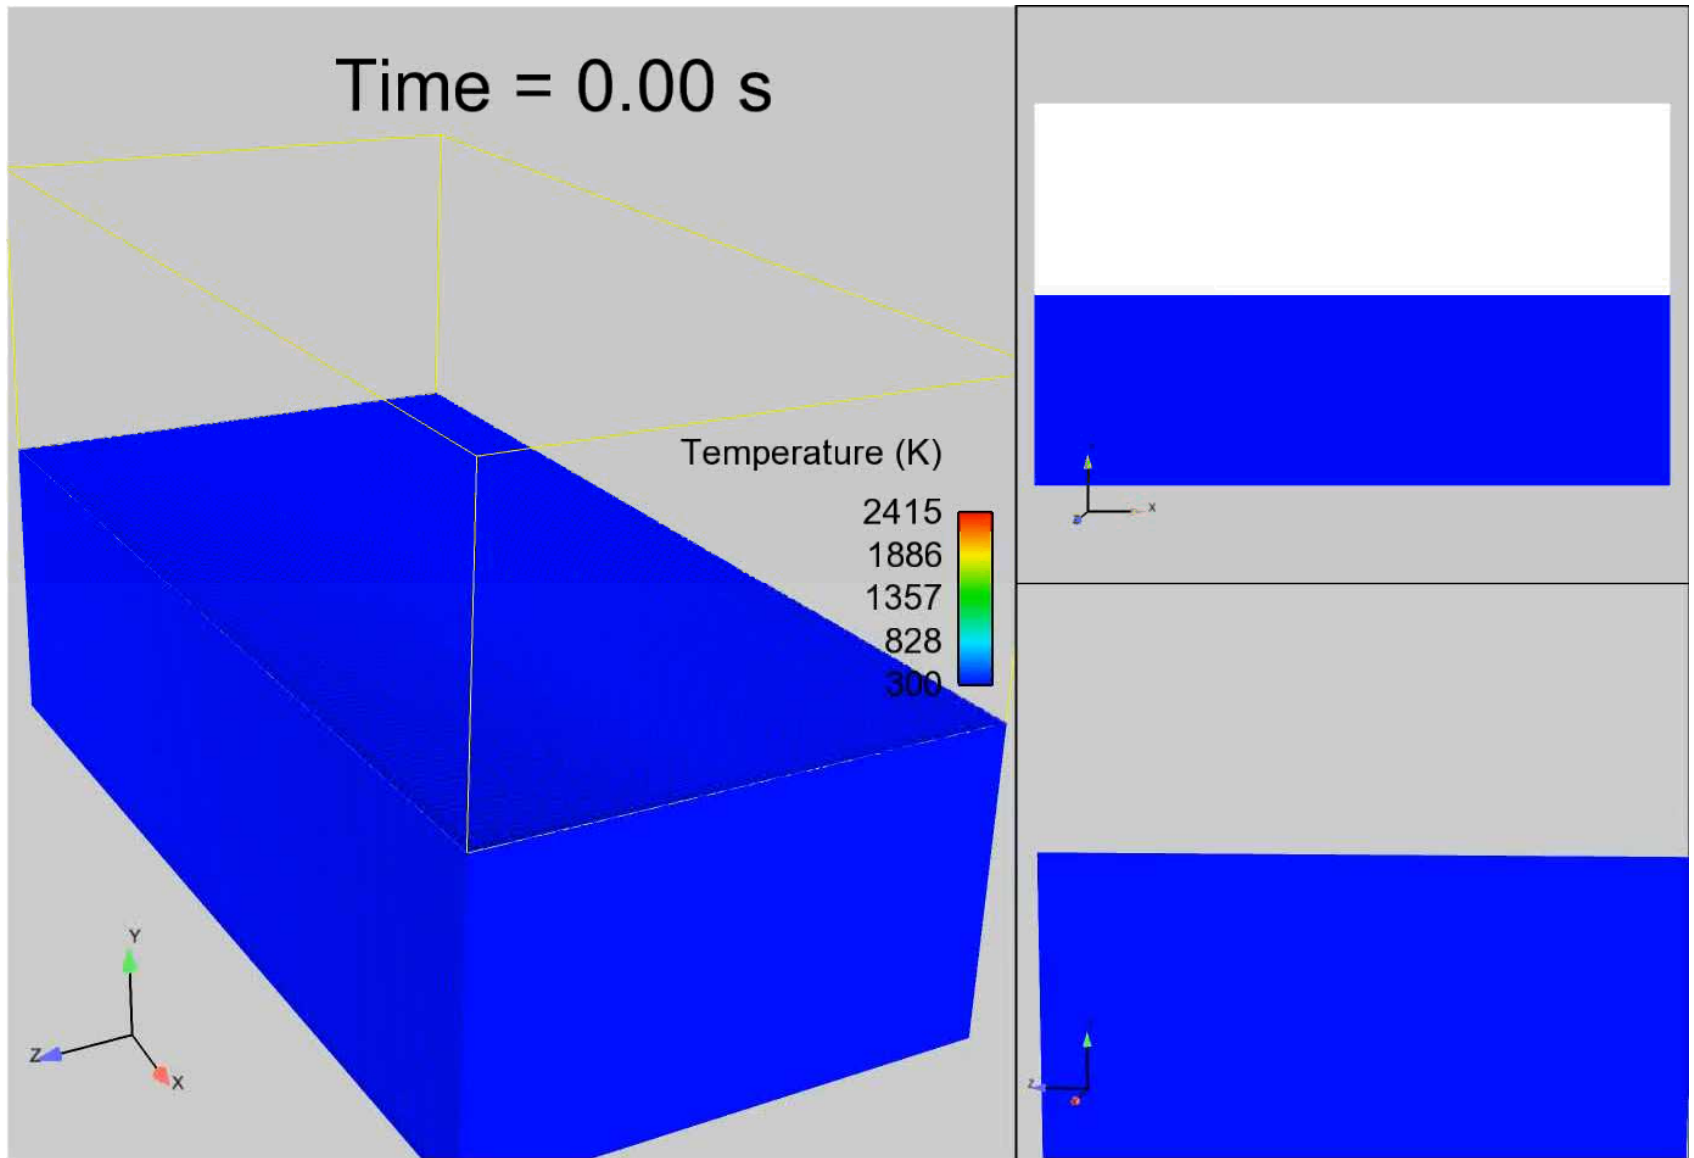 Time = 0.00 s
Temperature (K)
2415
1886
1357
828
300
Y
Z
X
X
Z
Z